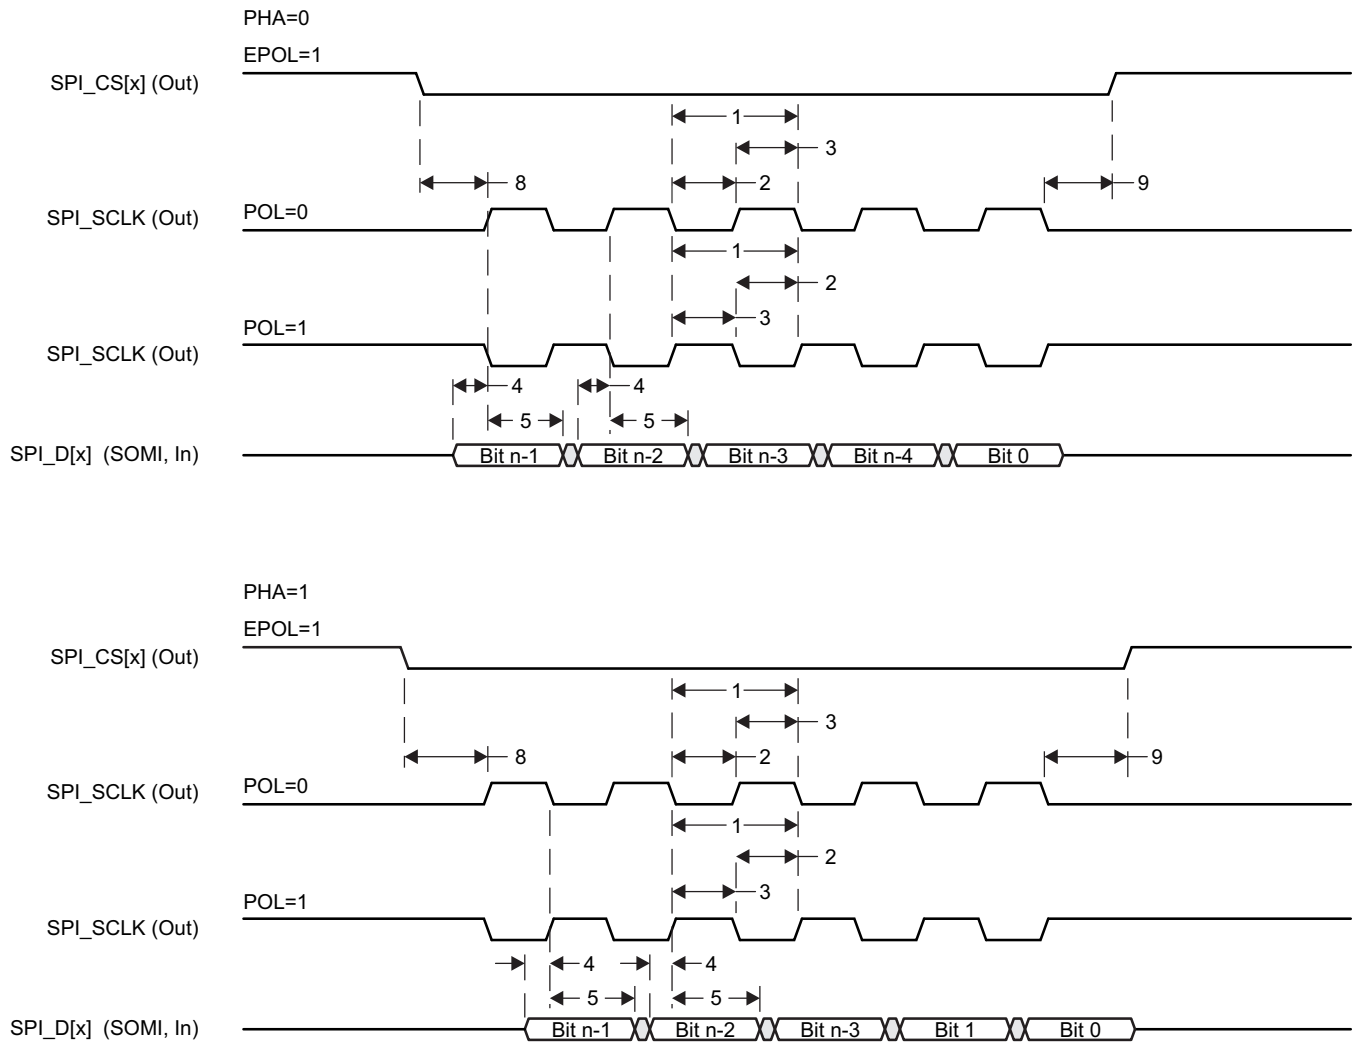 PHA=0
EPOL=1
SPI_CS[x] (Out)
1
3
8
2
9
SPI_SCLK (Out)
POL=0
1
2
3
POL=1
SPI_SCLK (Out)
4
4
5
5
SPI_D[x] (SOMI, In)
Bit n-1
Bit n-2
Bit n-3
Bit n-4
Bit 0
PHA=1
EPOL=1
SPI_CS[x] (Out)
1
3
8
2
9
SPI_SCLK (Out)
POL=0
1
2
3
POL=1
SPI_SCLK (Out)
4
4
5
5
SPI_D[x] (SOMI, In)
Bit n-1
Bit n-2
Bit n-3
Bit 1
Bit 0